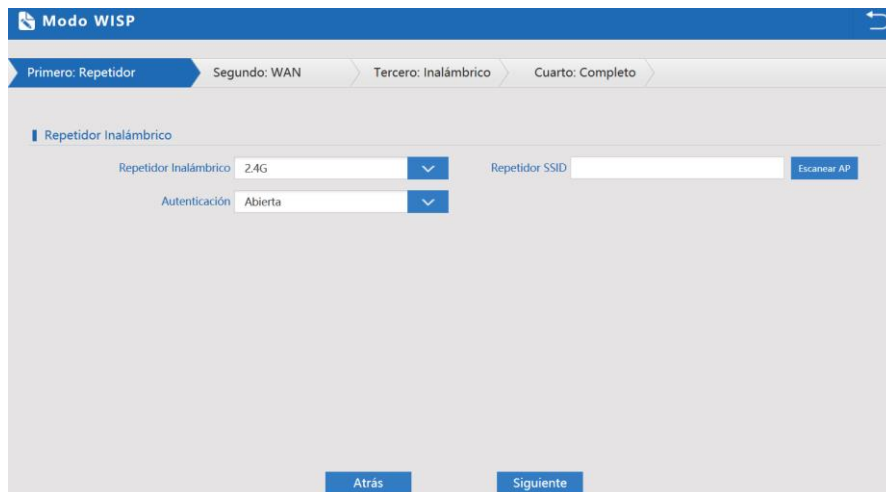 Modo WISP
Primero: Repetidor Segundo: WAN Tercero: Inalámbrico Cuarto: Completo
Repetidor Inalámbrico
Repetidor Inalámbrico 2.4G Repetidor SSID Escanear AP
Autenticación Abierta
Atrás Siguiente